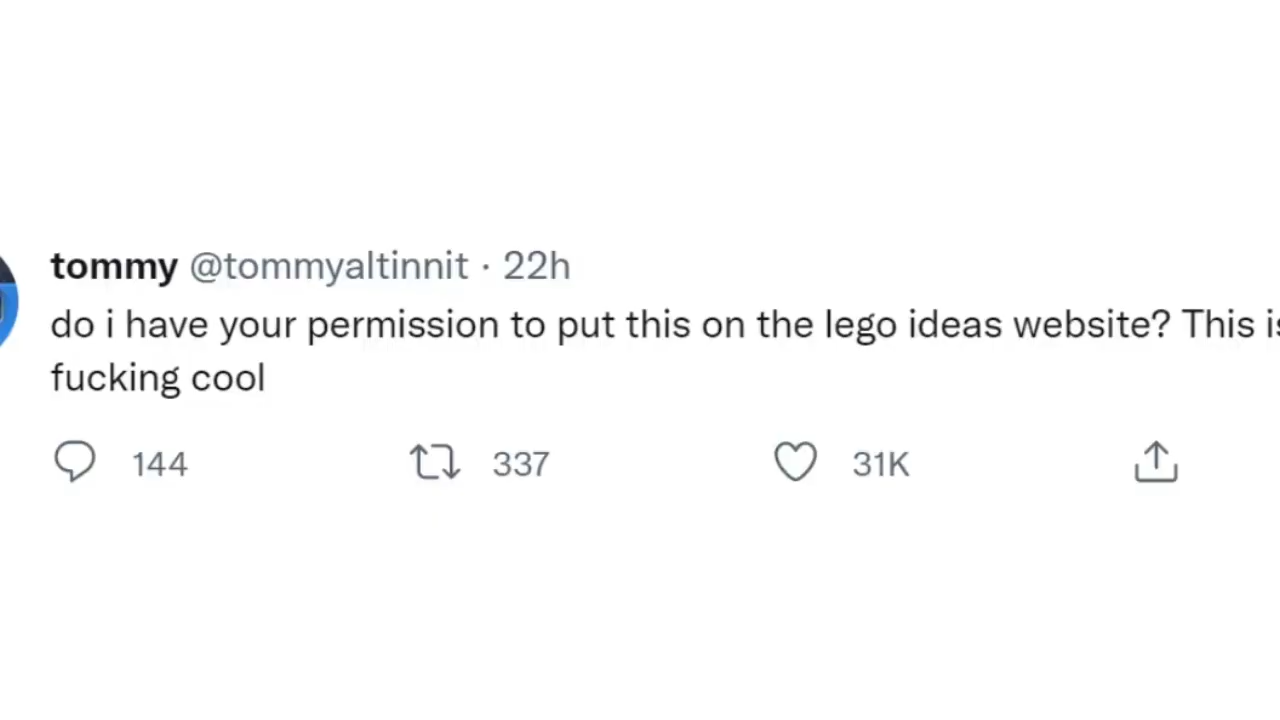 tommy @tommyaltinnit · 22h
do i have your permission to put this on the lego ideas website? This is
fucking cool
144 337 31K